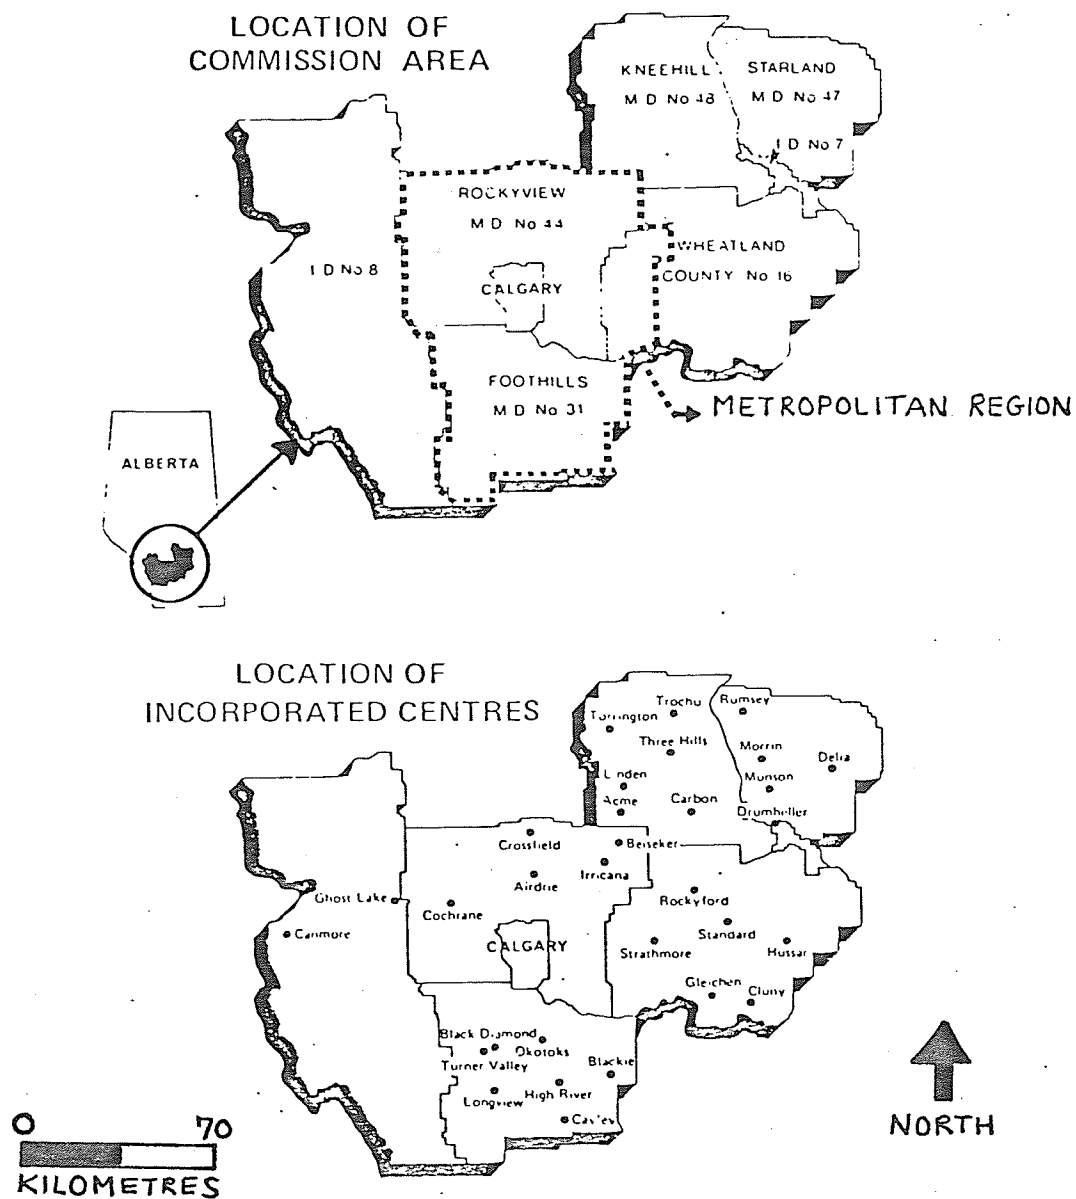 LOCATION OF
COMMISSION AREA
KNEEHILL
M D No 48
STARLAND
M D No 47
I D No 7
ROCKYVIEW
M D No 44
WHEATLAND
COUNTY No 16
I D No 8
CALGARY
FOOTHILLS
M D No 31
METROPOLITAN REGION
ALBERTA
LOCATION OF
INCORPORATED CENTRES
Trochu
Rumsey
Torrington
Three Hills
Morrin
Delia
Linden
Munson
Acme
Carbon
Drumheller
Crossfield
Beiseker
Irricana
Airdrie
Ghost Lake
Cochrane
Rockyford
Canmore
CALGARY
Standard
Strathmore
Hussar
Gleichen
Cluny
Black Diamond
Okotoks
Turner Valley
Blackie
Longview
High River
Cayley
0 70
KILOMETRES
NORTH